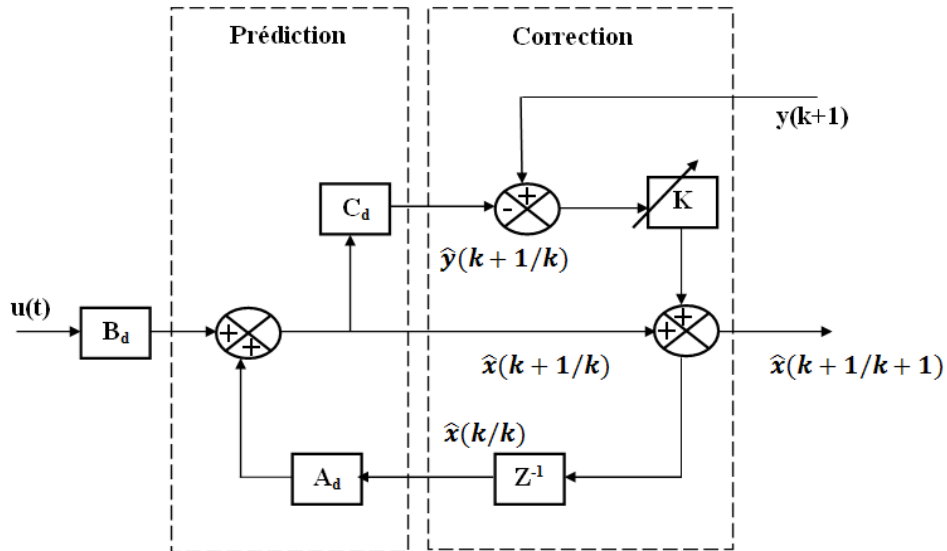 Prédiction
Correction
y(k+1)
C_d
+
-
K
ŷ(k + 1/k)
u(t)
B_d
+
+
+
+
x̂(k + 1/k)
x̂(k + 1/k + 1)
x̂(k/k)
A_d
Z⁻¹